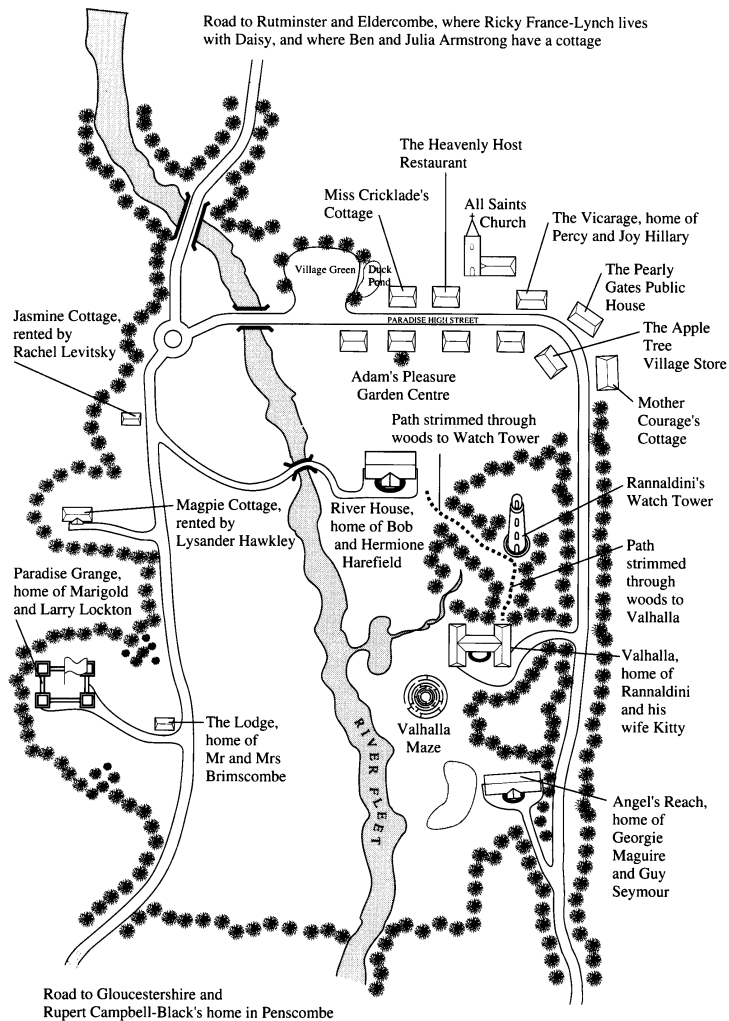 Road to Rutminster and Eldercombe, where Ricky France-Lynch lives
with Daisy, and where Ben and Julia Armstrong have a cottage
The Heavenly Host
Restaurant
Miss Cricklade's
Cottage
All Saints
Church
The Vicarage, home of
Percy and Joy Hillary
Village Green
Duck
Pond
The Pearly
Gates Public
House
Jasmine Cottage,
rented by
Rachel Levitsky
PARADISE HIGH STREET
The Apple
Tree
Village Store
Adam's Pleasure
Garden Centre
Mother
Courage's
Cottage
Path strimmed through
woods to Watch Tower
Rannaldini's
Watch Tower
Magpie Cottage,
rented by
Lysander Hawkley
River House,
home of Bob
and Hermione
Harefield
Path
strimmed
through
woods to
Valhalla
Paradise Grange,
home of Marigold
and Larry Lockton
Valhalla,
home of
Rannaldini
and his
wife Kitty
The Lodge,
home of
Mr and Mrs
Brimscombe
Valhalla
Maze
RIVER FLEET
Angel's Reach,
home of
Georgie
Maguire
and Guy
Seymour
Road to Gloucestershire and
Rupert Campbell-Black's home in Penscombe